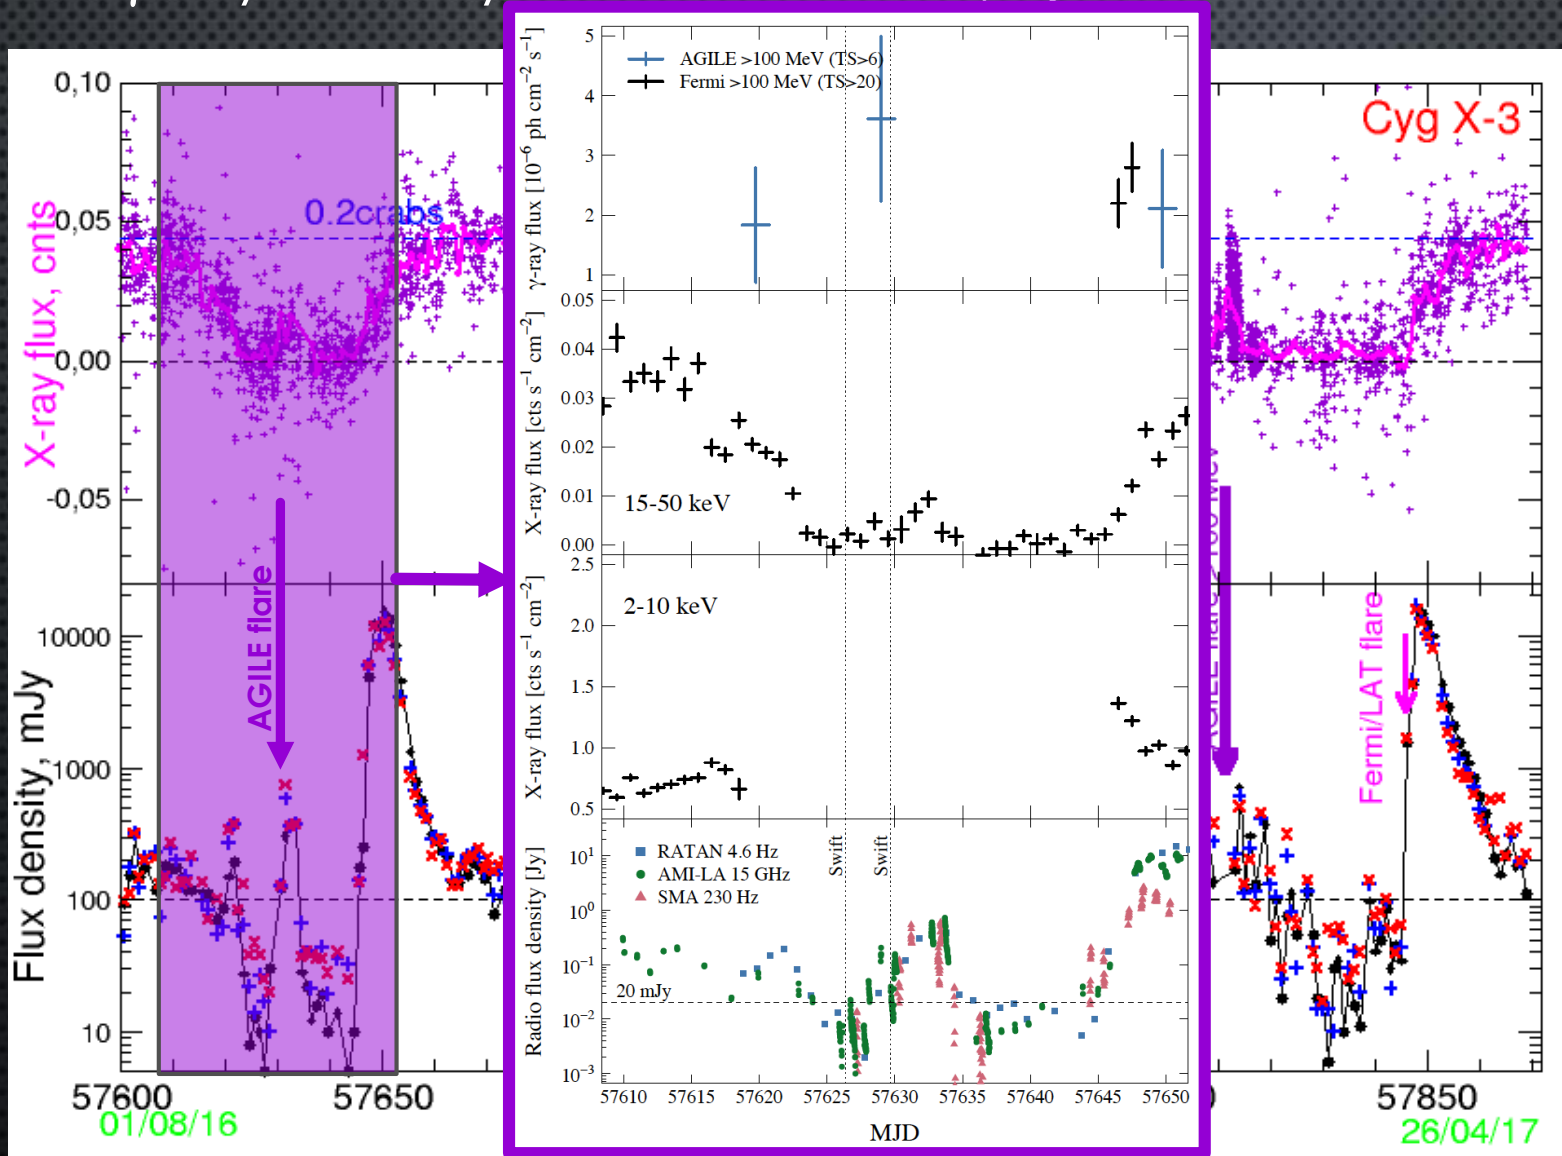 0,10
0,05
0,00
-0,05
X-ray flux, cnts
0.2crabs
AGILE flare
10000
1000
100
10
Flux density, mJy
57600
57650
01/08/16
5
4
3
2
1
γ-ray flux [10⁻⁶ ph cm⁻² s⁻¹]
AGILE >100 MeV (TS>6)
Fermi >100 MeV (TS>20)
0.05
0.04
0.03
0.02
0.01
0.00
X-ray flux [cts s⁻¹ cm⁻²]
15-50 keV
2.5
2.0
1.5
1.0
0.5
X-ray flux [cts s⁻¹ cm⁻²]
2-10 keV
10¹
10⁰
10⁻¹
10⁻²
10⁻³
Radio flux density [Jy]
RATAN 4.6 Hz
AMI-LA 15 GHz
SMA 230 Hz
Swift
Swift
20 mJy
57610
57615
57620
57625
57630
57635
57640
57645
57650
MJD
Cyg X-3
Fermi/LAT flare
57850
26/04/17